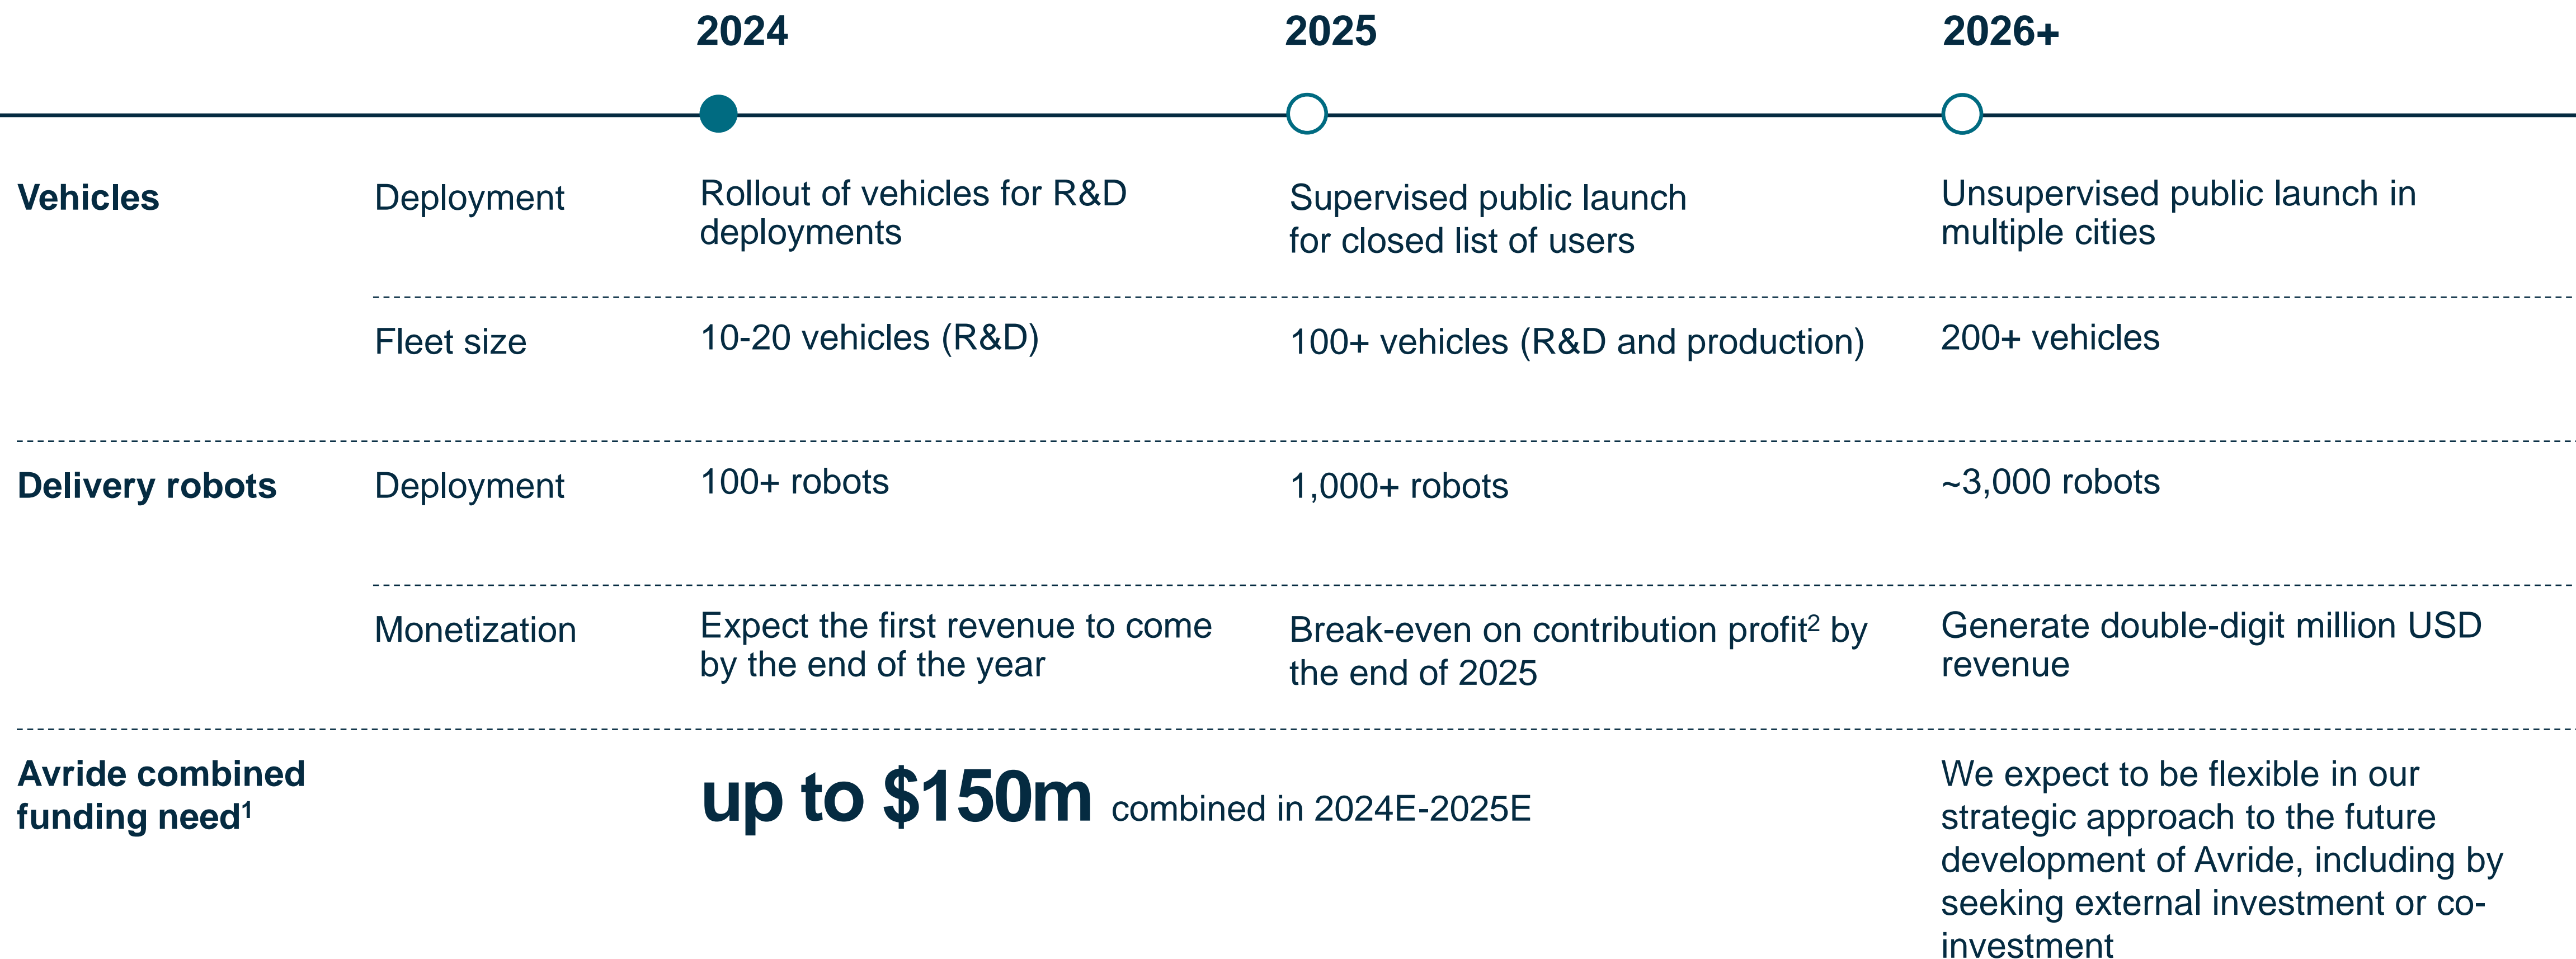 2024
2025
2026+
Vehicles
Deployment
Rollout of vehicles for R&D
deployments
Supervised public launch
for closed list of users
Unsupervised public launch in
multiple cities
Fleet size
10-20 vehicles (R&D)
100+ vehicles (R&D and production)
200+ vehicles
Delivery robots
Deployment
100+ robots
1,000+ robots
~3,000 robots
Monetization
Expect the first revenue to come
by the end of the year
Break-even on contribution profit² by
the end of 2025
Generate double-digit million USD
revenue
Avride combined
funding need¹
up to $150m combined in 2024E-2025E
We expect to be flexible in our
strategic approach to the future
development of Avride, including by
seeking external investment or co-
investment